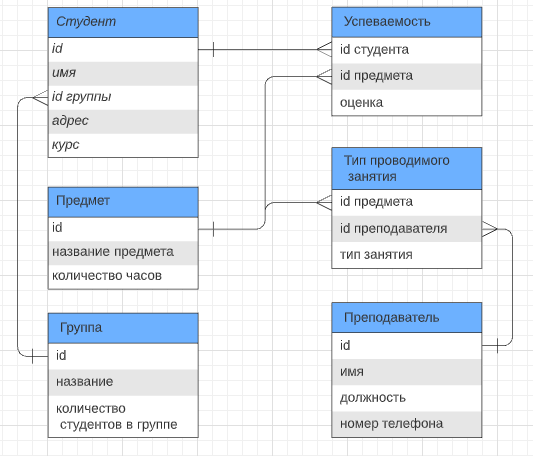 Студент
id
имя
id группы
адрес
курс
Предмет
id
название предмета
количество часов
Группа
id
название
количество
студентов в группе
Успеваемость
id студента
id предмета
оценка
Тип проводимого
занятия
id предмета
id преподавателя
тип занятия
Преподаватель
id
имя
должность
номер телефона